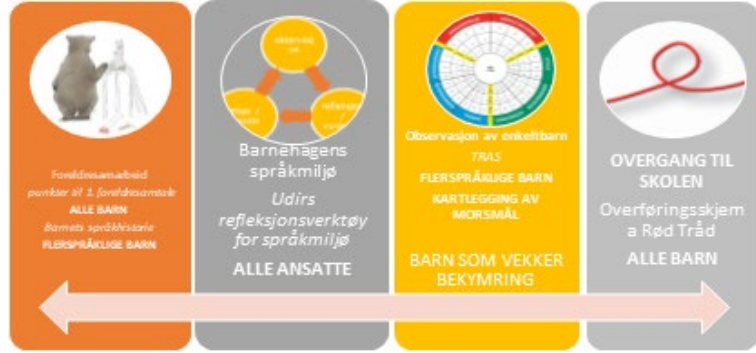 Foreldresamarbeid
punkter til 1. foreldresamtale
ALLE BARN
Barnets språkhistorie
FLERSPRÅKLIGE BARN
Barnehagens
språkmiljø
Udirs
refleksjonsverktøy
for språkmiljø
ALLE ANSATTE
Observasjon av enkeltbarn
TRAS
FLERSPRÅKLIGE BARN
KARTLEGGING AV
MORSMÅL
BARN SOM VEKKER
BEKYMRING
OVERGANG TIL
SKOLEN
Overføringsskjem
a Rød Tråd
ALLE BARN